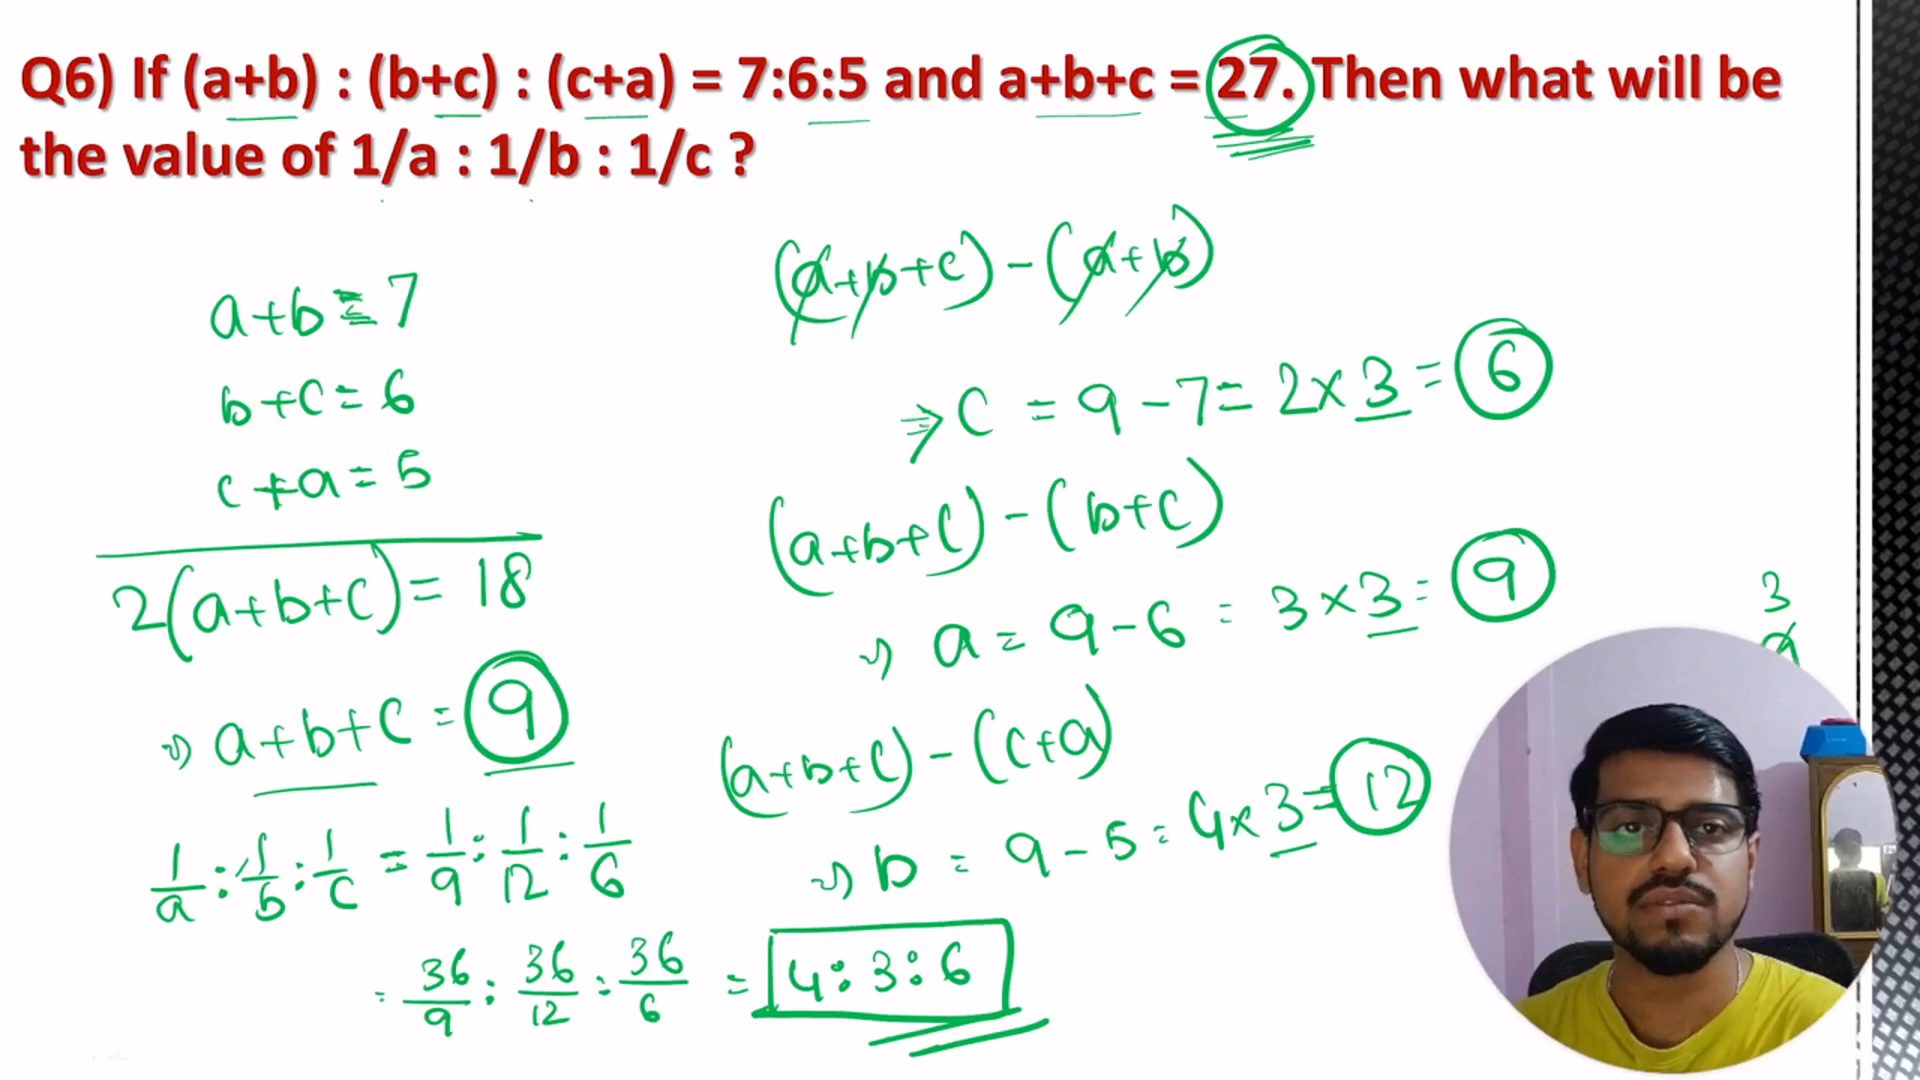 Q6) If (a+b) : (b+c) : (c+a) = 7:6:5 and a+b+c = 27. Then what will be
the value of 1/a : 1/b : 1/c ?
a+b = 7
b+c = 6
c+a = 5
2(a+b+c) = 18
⇒ a+b+c = 9
1/a : 1/b : 1/c = 1/9 : 1/12 : 1/6
= 36/9 : 36/12 : 36/6 = 4:3:6
(a+b+c) - (a+b)
⇒ c = 9-7 = 2×3 = 6
(a+b+c) - (b+c)
⇒ a = 9-6 = 3×3 = 9
(a+b+c) - (c+a)
⇒ b = 9-5 = 4×3 = 12
3